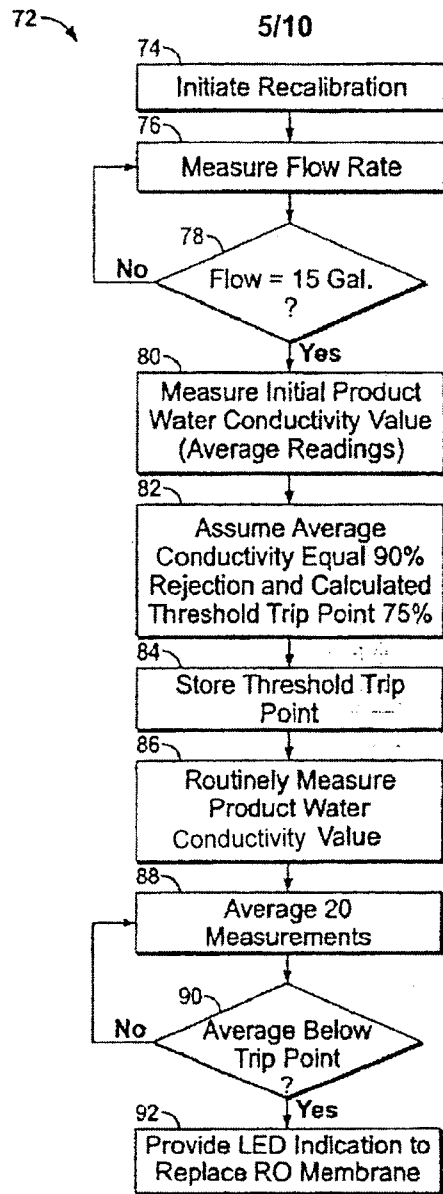 72
5/10
74
Initiate Recalibration
76
Measure Flow Rate
78
No
Flow = 15 Gal.
?
Yes
80
Measure Initial Product
Water Conductivity Value
(Average Readings)
82
Assume Average
Conductivity Equal 90%
Rejection and Calculated
Threshold Trip Point 75%
84
Store Threshold Trip
Point
86
Routinely Measure
Product Water
Conductivity Value
88
Average 20
Measurements
90
No
Average Below
Trip Point
?
Yes
92
Provide LED Indication to
Replace RO Membrane